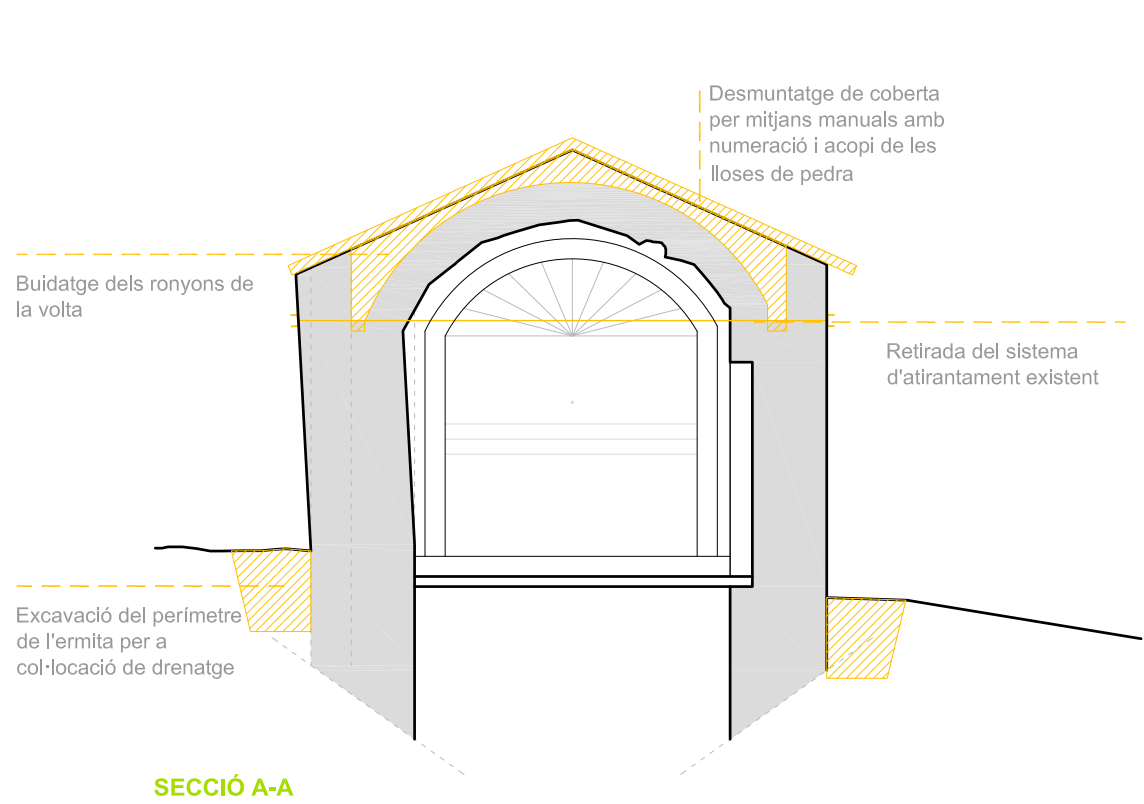 Desmuntatge de coberta
per mitjans manuals amb
numeració i acopi de les
lloses de pedra
Buidatge dels ronyons de
la volta
Retirada del sistema
d'atirantament existent
Excavació del perímetre
de l'ermita per a
col·locació de drenatge
SECCIÓ A-A